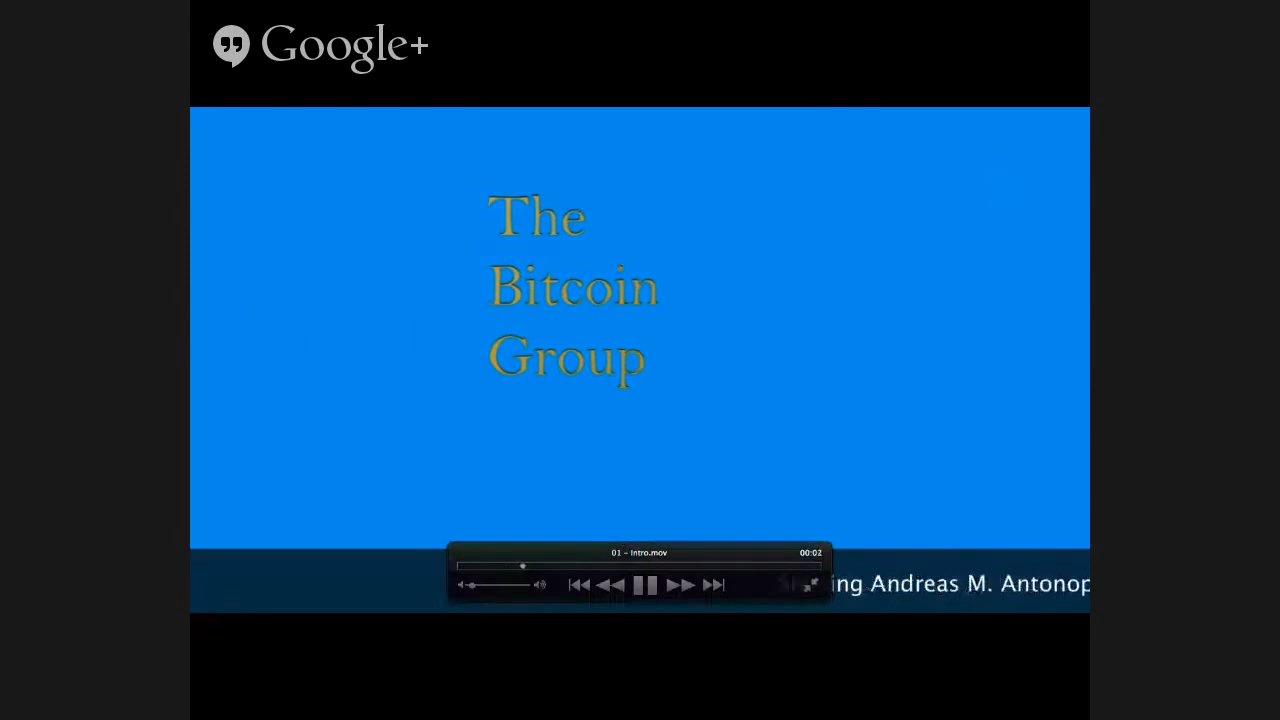 Google+
The
Bitcoin
Group
01 - Intro.mov
00:02
ing Andreas M. Antonop